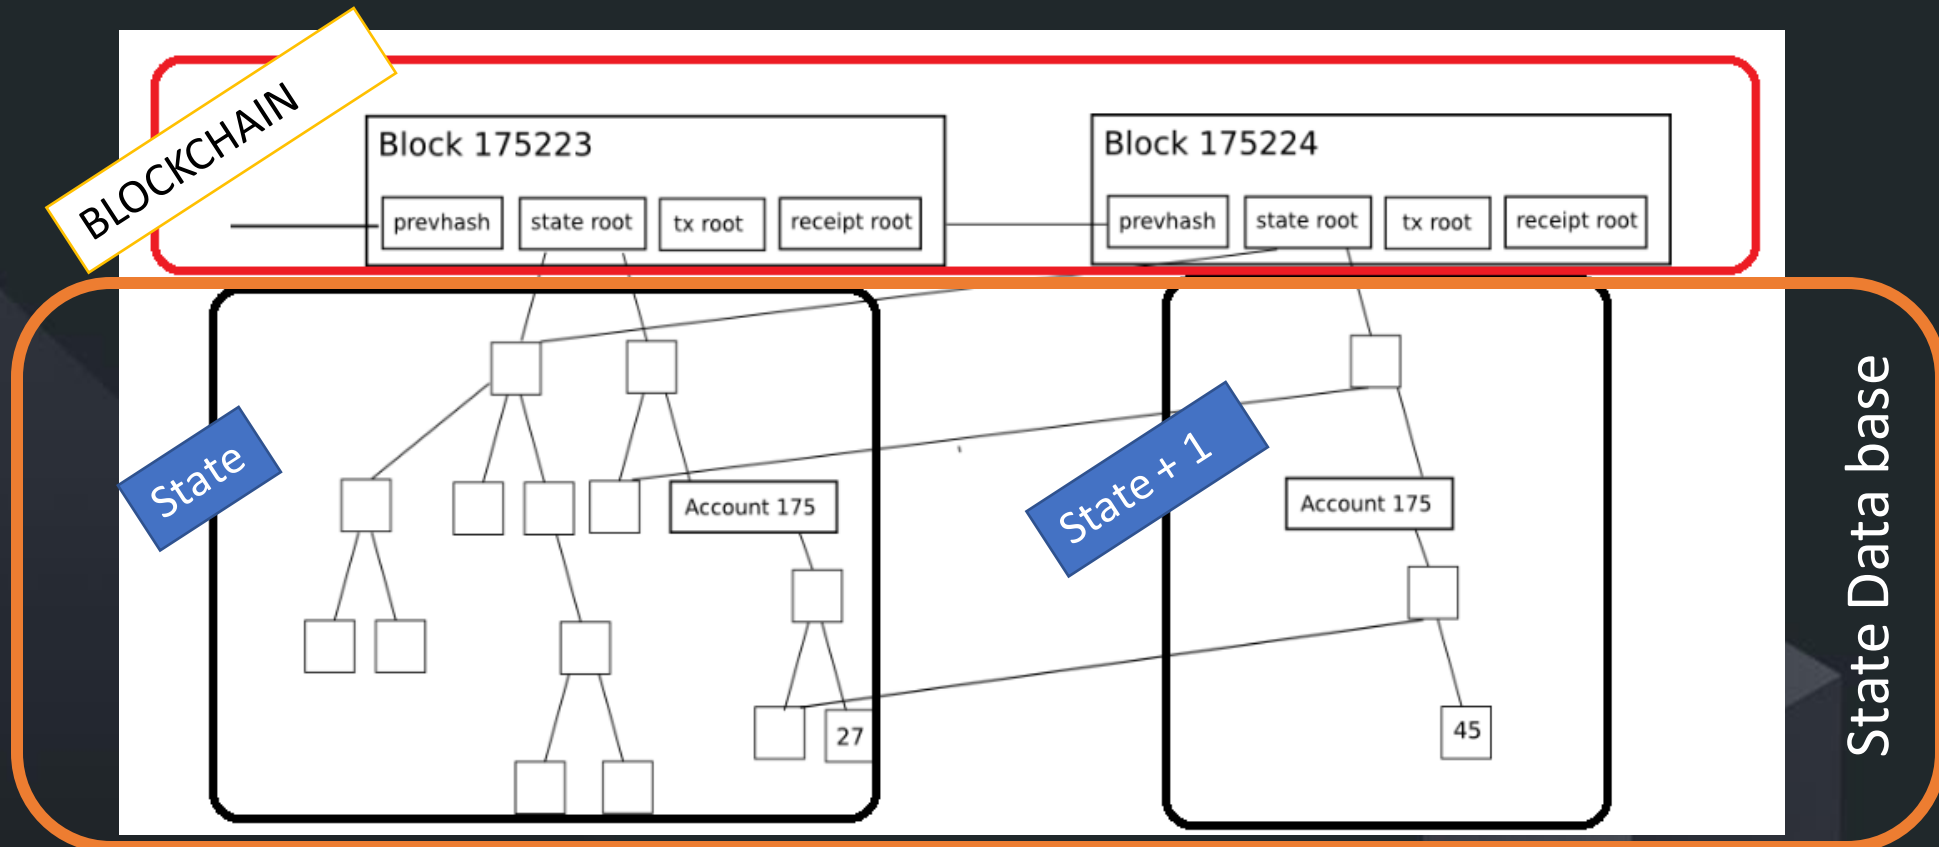 BLOCKCHAIN
Block 175223
prevhash
state root
tx root
receipt root
Block 175224
prevhash
state root
tx root
receipt root
State
Account 175
27
State + 1
Account 175
45
State Data base